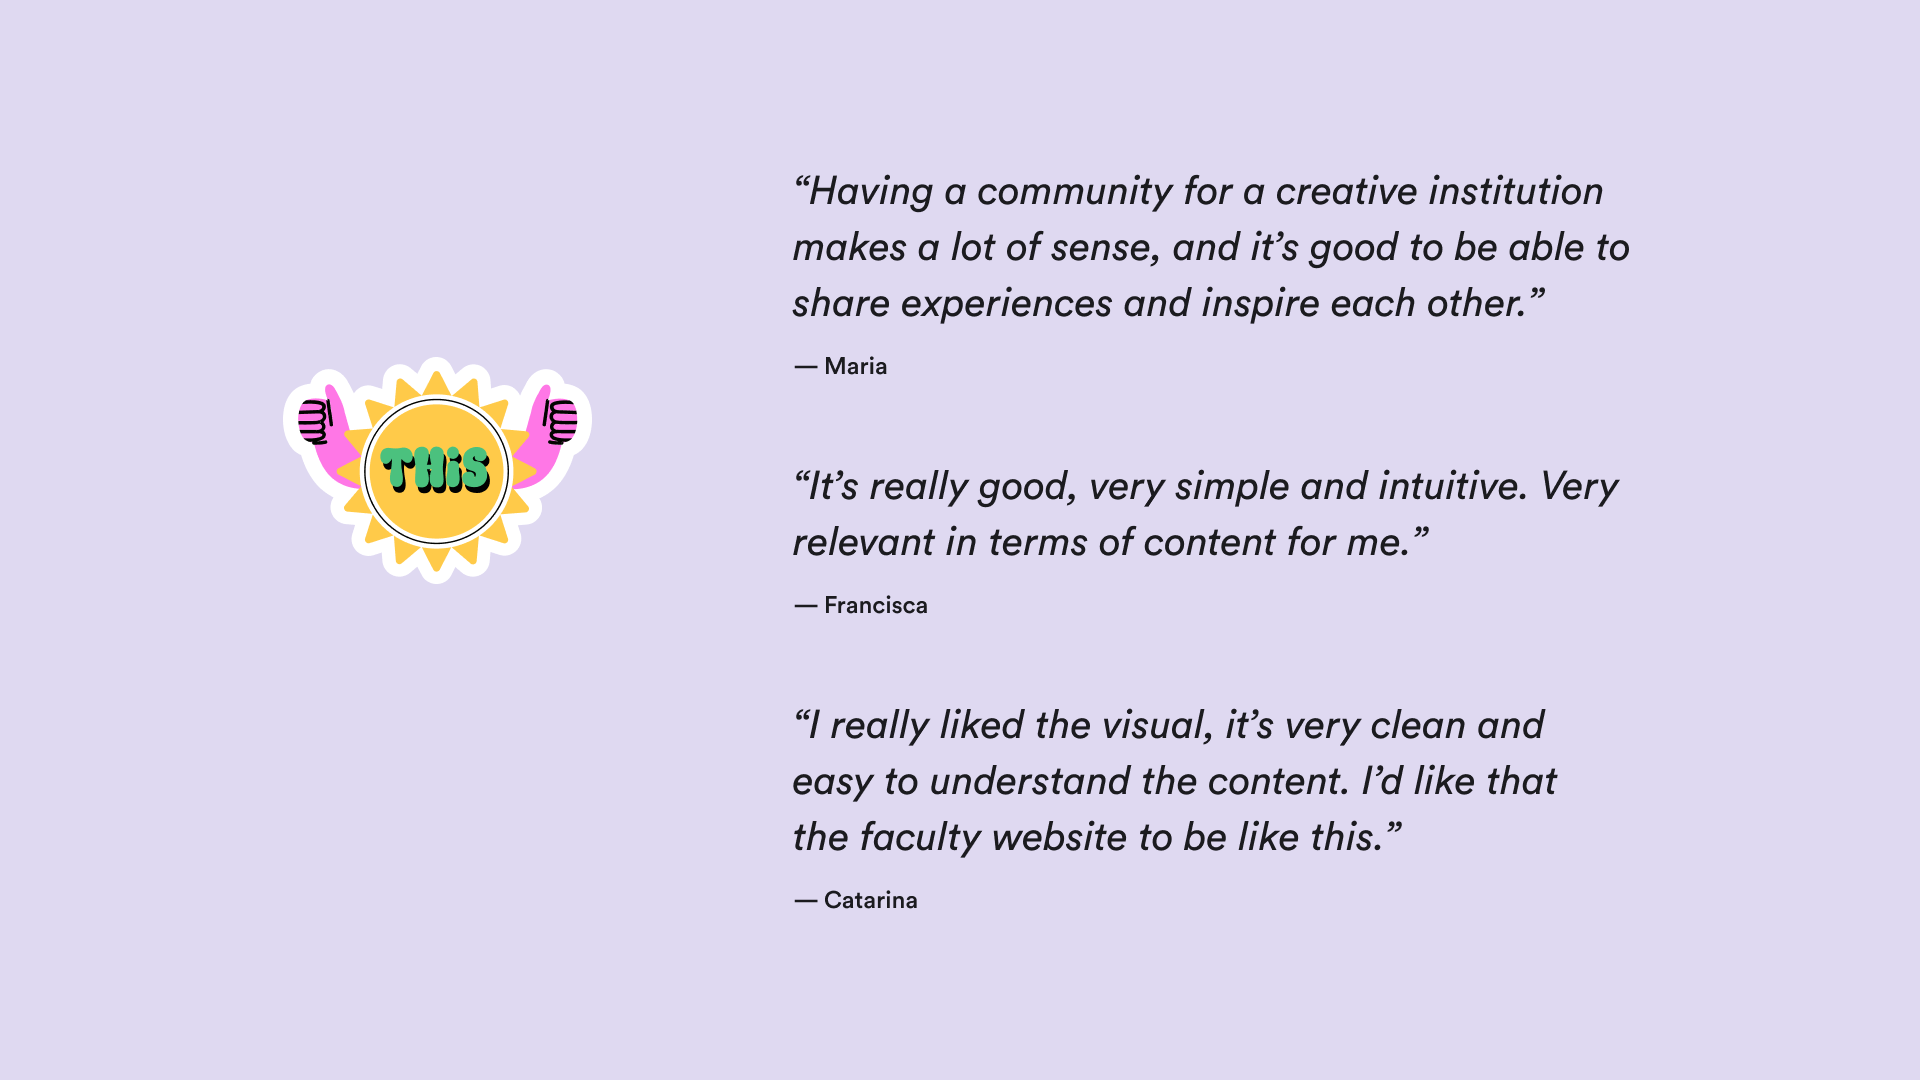 THiS
“Having a community for a creative institution
makes a lot of sense, and it’s good to be able to
share experiences and inspire each other.”
— Maria
“It’s really good, very simple and intuitive. Very
relevant in terms of content for me.”
— Francisca
“I really liked the visual, it’s very clean and
easy to understand the content. I’d like that
the faculty website to be like this.”
— Catarina